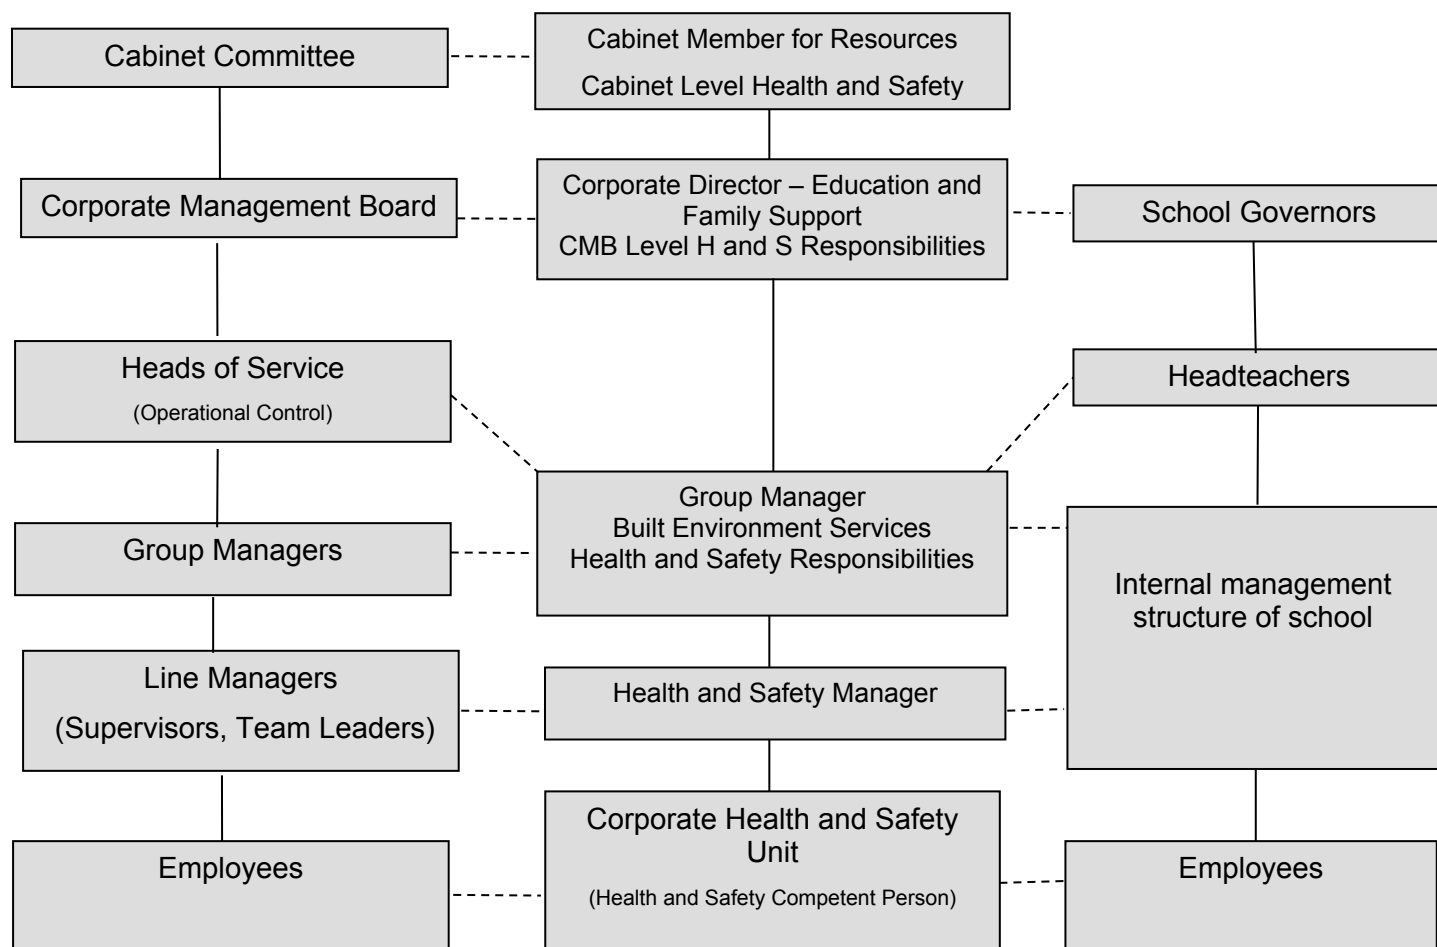 Cabinet Committee
Cabinet Member for Resources
Cabinet Level Health and Safety
Corporate Management Board
Corporate Director – Education and
Family Support
CMB Level H and S Responsibilities
School Governors
Heads of Service
(Operational Control)
Headteachers
Group Managers
Group Manager
Built Environment Services
Health and Safety Responsibilities
Internal management
structure of school
Line Managers
(Supervisors, Team Leaders)
Health and Safety Manager
Employees
Corporate Health and Safety
Unit
(Health and Safety Competent Person)
Employees